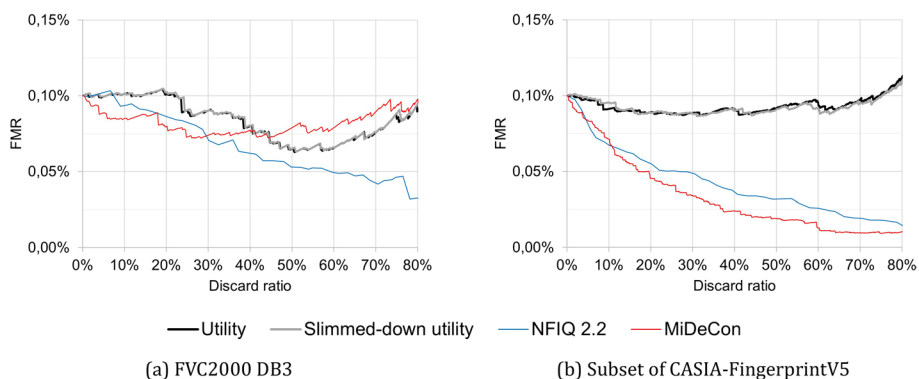 0,15%
0,10%
0,05%
0,00%
FMR
0% 10% 20% 30% 40% 50% 60% 70% 80%
Discard ratio
0,15%
0,10%
0,05%
0,00%
FMR
0% 10% 20% 30% 40% 50% 60% 70% 80%
Discard ratio
Utility Slimmed-down utility NFIQ 2.2 MiDeCon
(a) FVC2000 DB3
(b) Subset of CASIA-FingerprintV5